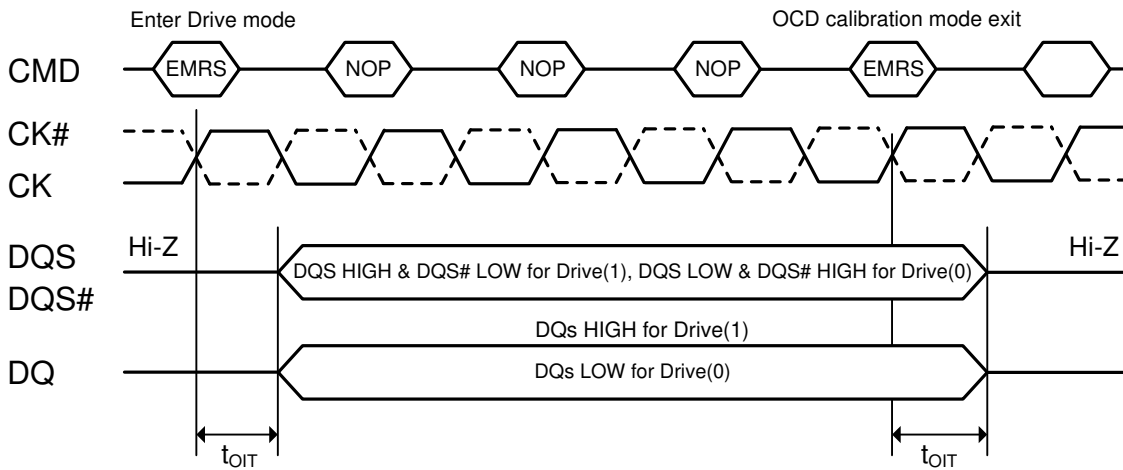 Enter Drive mode
OCD calibration mode exit
CMD
EMRS
NOP
NOP
NOP
EMRS
CK#
CK
Hi-Z
Hi-Z
DQS
DQS HIGH & DQS# LOW for Drive(1), DQS LOW & DQS# HIGH for Drive(0)
DQS#
DQs HIGH for Drive(1)
DQ
DQs LOW for Drive(0)
tOIT
tOIT